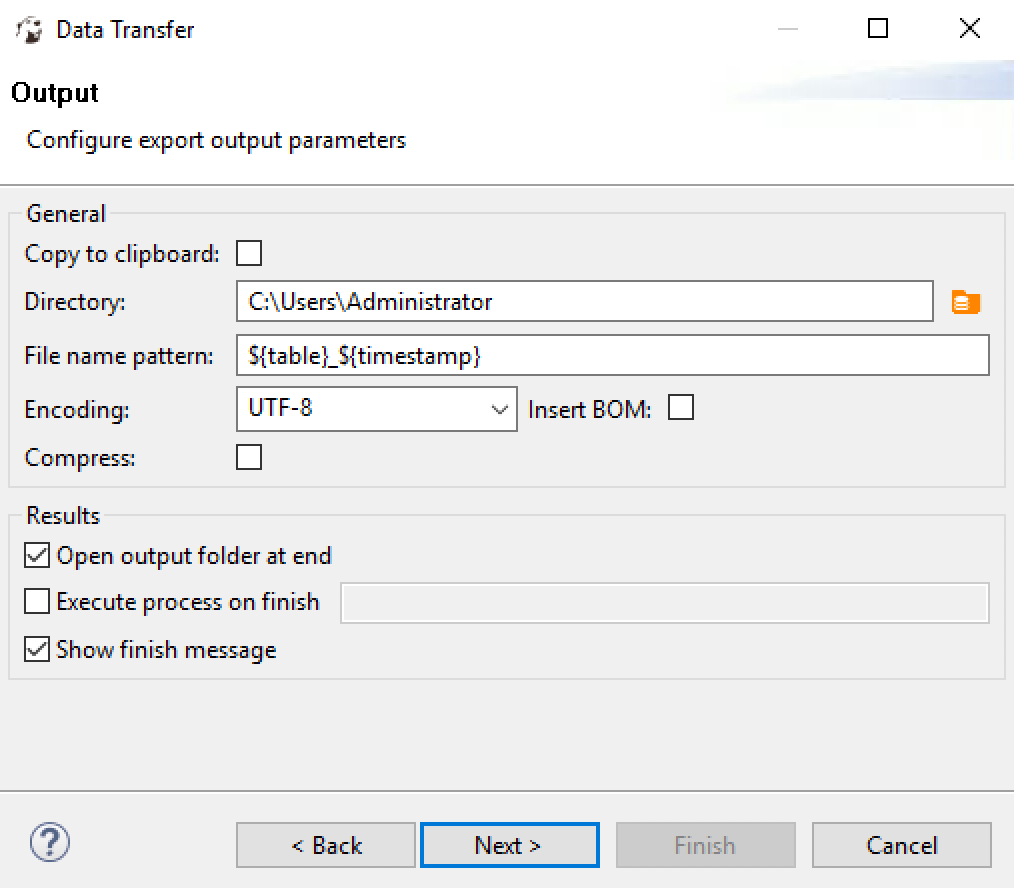 Data Transfer
Output
Configure export output parameters
General
Copy to clipboard:
Directory: C:\Users\Administrator
File name pattern: ${table}_${timestamp}
Encoding: UTF-8 Insert BOM:
Compress:
Results
Open output folder at end
Execute process on finish
Show finish message
? < Back Next > Finish Cancel